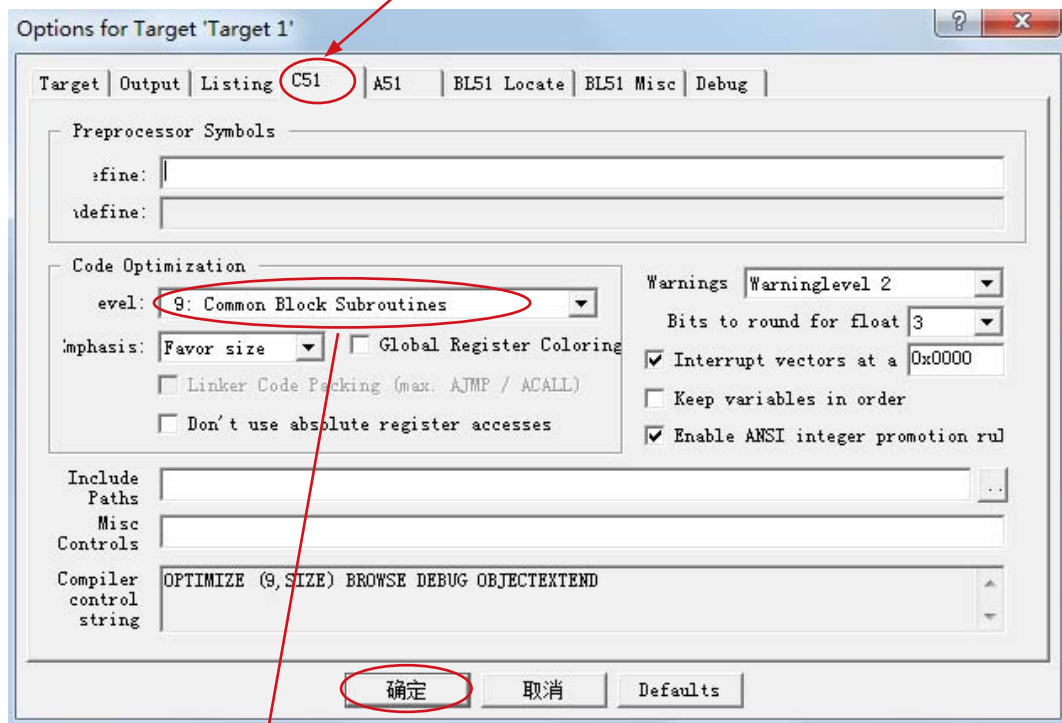 Options for Target 'Target 1'
Target Output Listing C51 A51 BL51 Locate BL51 Misc Debug
Preprocessor Symbols
efine:
define:
Code Optimization
evel: 9: Common Block Subroutines
mphasis: Favor size Global Register Coloring
Linker Code Packing (max. AJMP / ACALL)
Don't use absolute register accesses
Warnings Warninglevel 2
Bits to round for float 3
Interrupt vectors at a 0x0000
Keep variables in order
Enable ANSI integer promotion rul
Include
Paths
..
Misc
Controls
Compiler
control
string
OPTIMIZE (9,SIZE) BROWSE DEBUG OBJECTEXTEND
确定 取消 Defaults